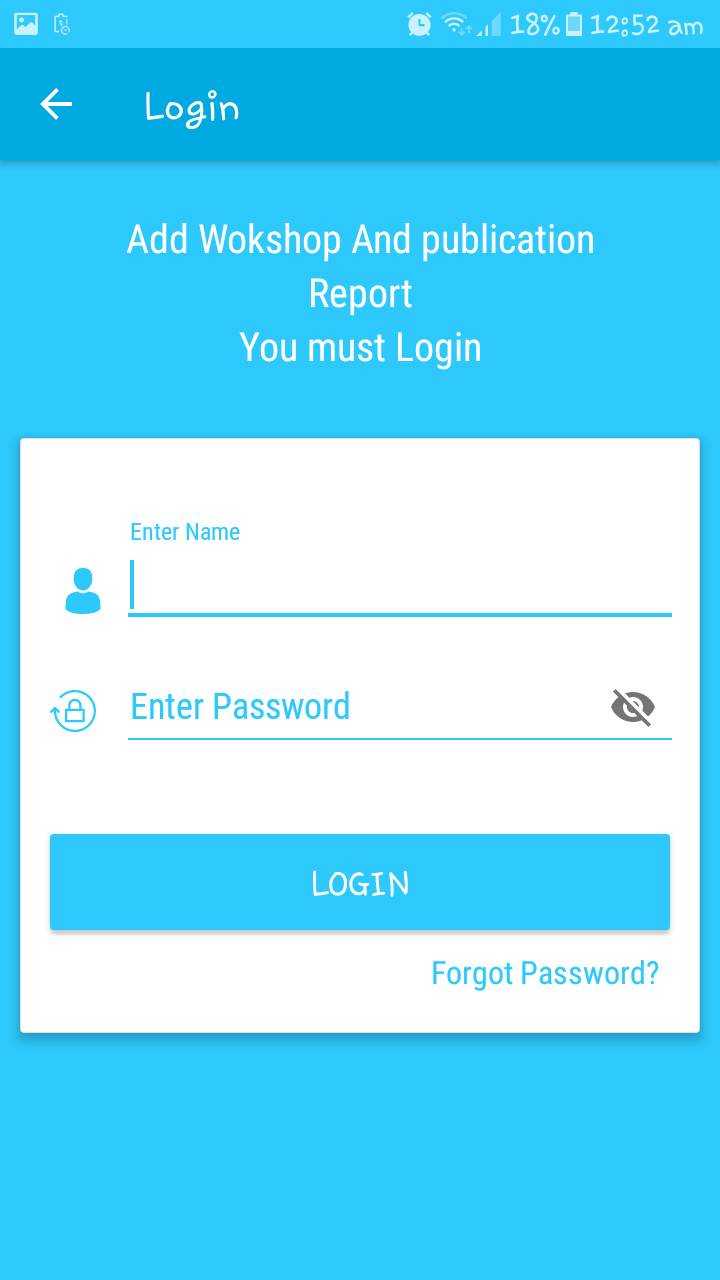 18% 12:52 am
Login
Add Wokshop And publication
Report
You must Login
Enter Name
Enter Password
LOGIN
Forgot Password?